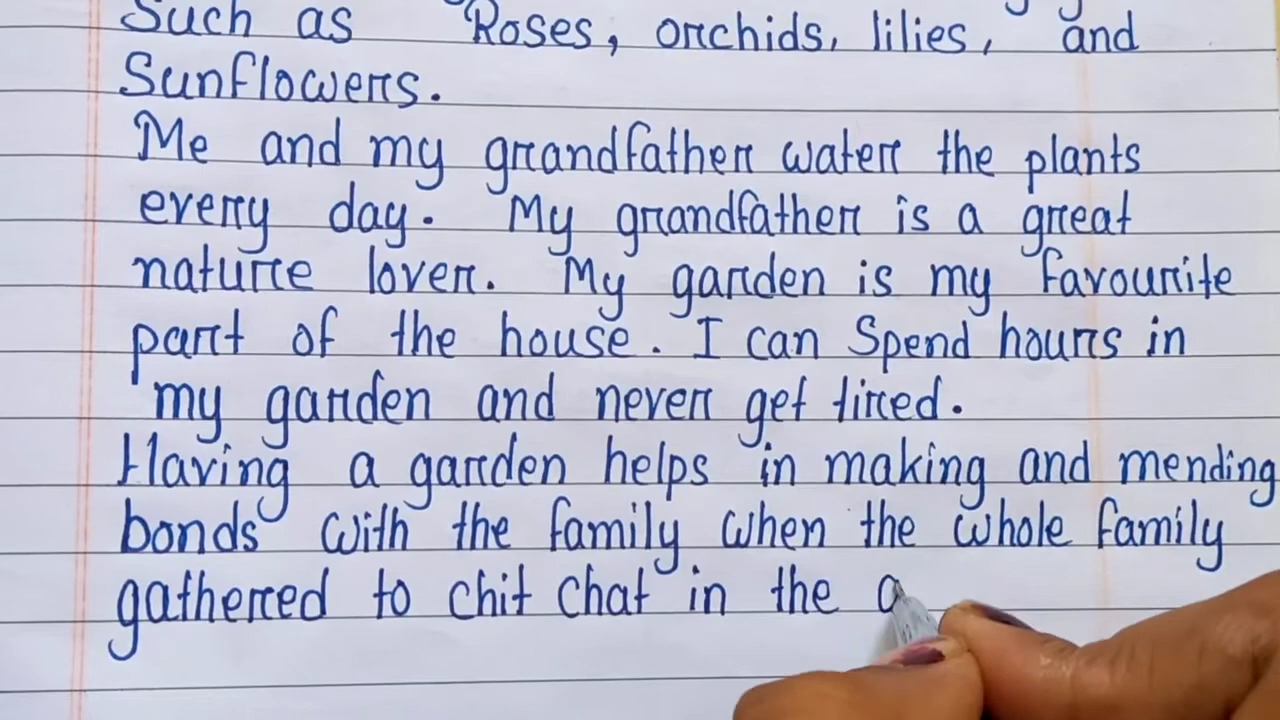 Such as Roses, orchids, lilies, and
Sunflowers.
Me and my grandfather water the plants
every day. My grandfather is a great
nature lover. My garden is my favourite
part of the house. I can Spend hours in
my garden and never get tired.
Having a garden helps in making and mending
bonds with the family when the whole family
gathered to chit chat in the